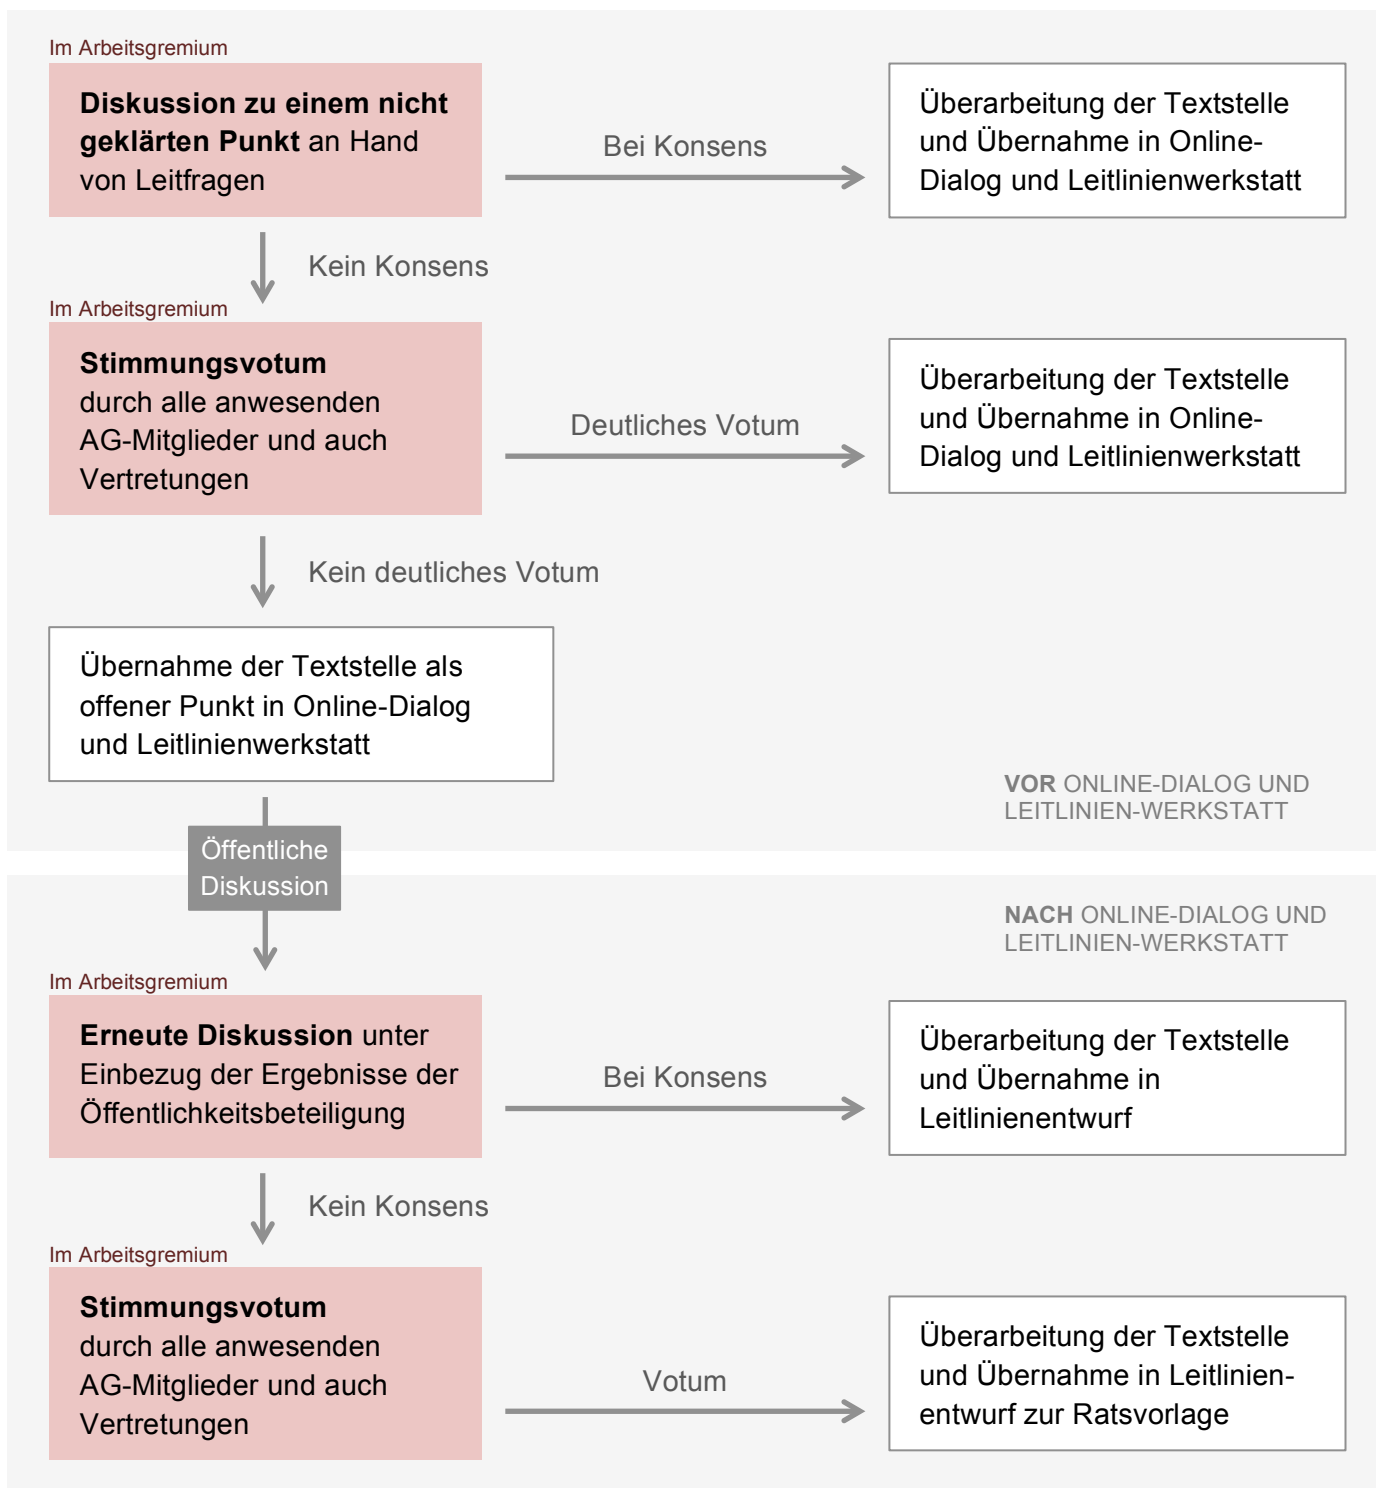 Im Arbeitsgremium
Diskussion zu einem nicht
geklärten Punkt an Hand
von Leitfragen
Bei Konsens
Überarbeitung der Textstelle
und Übernahme in Online-
Dialog und Leitlinienwerkstatt
Kein Konsens
Im Arbeitsgremium
Stimmungsvotum
durch alle anwesenden
AG-Mitglieder und auch
Vertretungen
Deutliches Votum
Überarbeitung der Textstelle
und Übernahme in Online-
Dialog und Leitlinienwerkstatt
Kein deutliches Votum
Übernahme der Textstelle als
offener Punkt in Online-Dialog
und Leitlinienwerkstatt
VOR ONLINE-DIALOG UND
LEITLINIEN-WERKSTATT
Öffentliche
Diskussion
NACH ONLINE-DIALOG UND
LEITLINIEN-WERKSTATT
Im Arbeitsgremium
Erneute Diskussion unter
Einbezug der Ergebnisse der
Öffentlichkeitsbeteiligung
Bei Konsens
Überarbeitung der Textstelle
und Übernahme in
Leitlinienentwurf
Kein Konsens
Im Arbeitsgremium
Stimmungsvotum
durch alle anwesenden
AG-Mitglieder und auch
Vertretungen
Votum
Überarbeitung der Textstelle
und Übernahme in Leitlinien-
entwurf zur Ratsvorlage